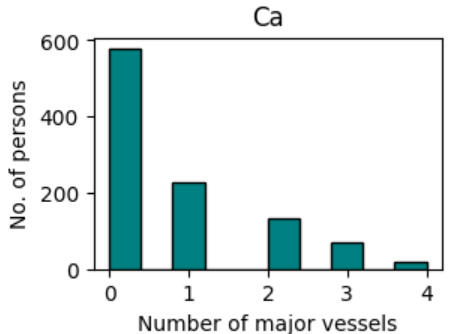 Ca
600
400
200
0
No. of persons
0 1 2 3 4
Number of major vessels